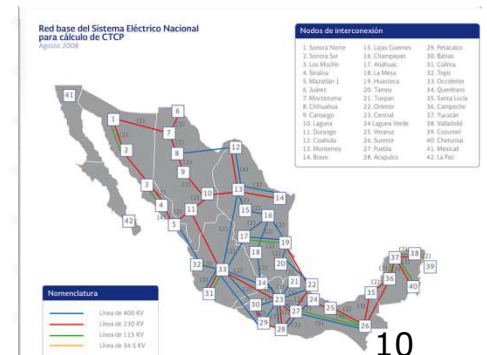 Red base del Sistema Eléctrico Nacional
para cálculo de CTCP
Agosto 2008
Nodos de interconexión
1. Sonora Norte
2. Sonora Sur
3. Los Mochis
4. Sinaloa
5. Mazatlán 1
6. Juárez
7. Moctezuma
8. Chihuahua
9. Camargo
10. Laguna
11. Durango
12. Coahuila
13. Monterrey
14. Bravo
15. Lajas Guemes
16. Champayan
17. Anáhuac
18. La Mesa
19. Huasteca
20. Tamos
21. Tuxpan
22. Oriente
23. Central
24 Laguna Verde
25. Veracruz
26. Sureste
27. Puebla
28. Acapulco
29. Petacalco
30. Balsas
31. Colima
32. Tepic
33. Occidente
34. Querétaro
35. Santa Lucía
36. Campeche
37. Yucatán
38. Valladolid
39. Cozumel
40. Chetumal
41. Mexicali
42. La Paz
Nomenclatura
Línea de 400 KV
Línea de 230 KV
Línea de 115 KV
Línea de 34.5 KV
10